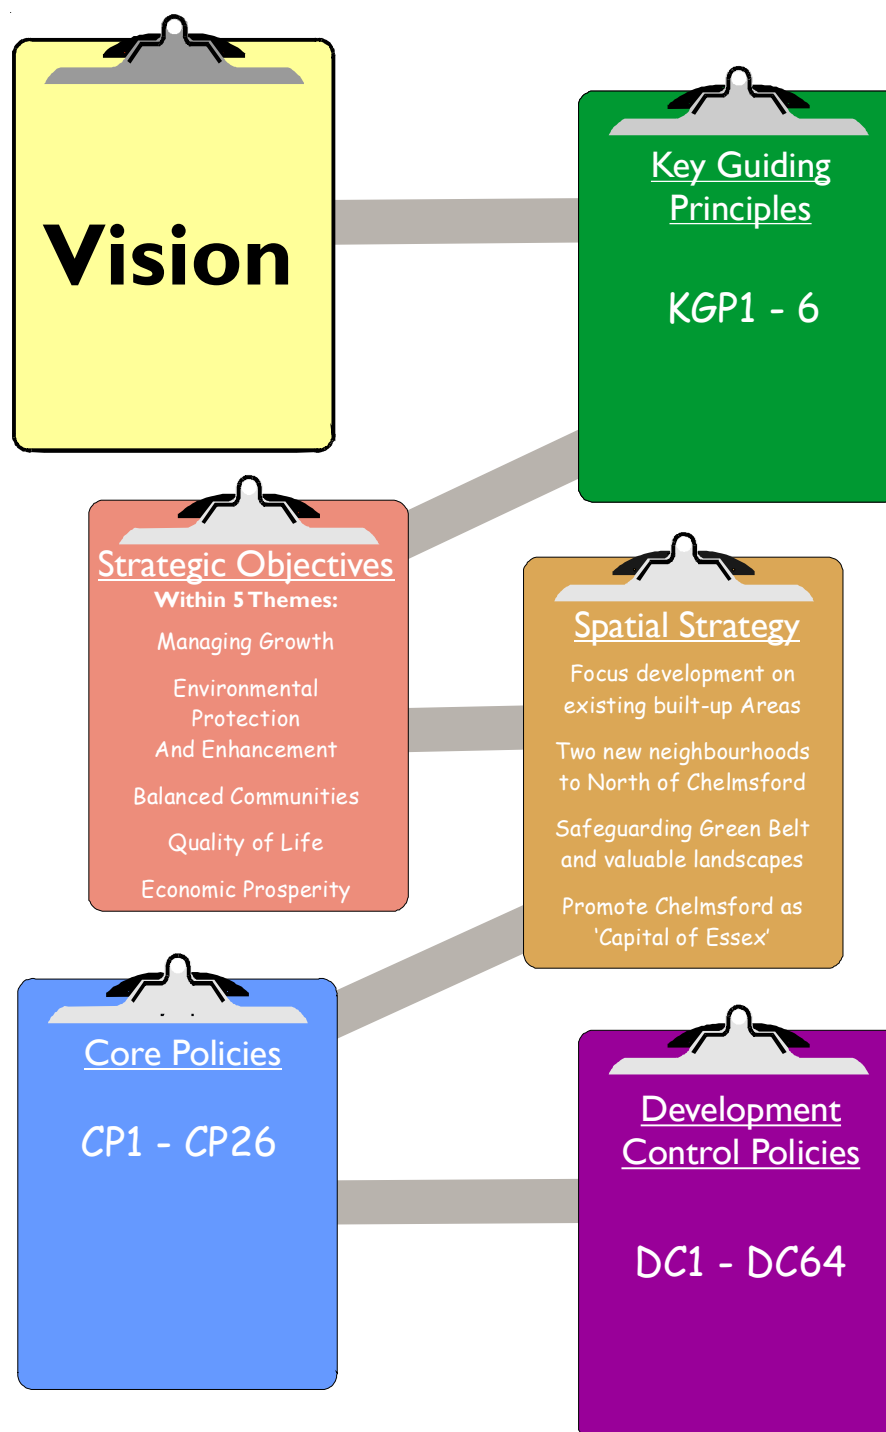 Vision
Key Guiding
Principles
KGP1 - 6
Strategic Objectives
Within 5 Themes:
Managing Growth
Environmental
Protection
And Enhancement
Balanced Communities
Quality of Life
Economic Prosperity
Spatial Strategy
Focus development on
existing built-up Areas
Two new neighbourhoods
to North of Chelmsford
Safeguarding Green Belt
and valuable landscapes
Promote Chelmsford as
‘Capital of Essex’
Core Policies
CP1 - CP26
Development
Control Policies
DC1 - DC64